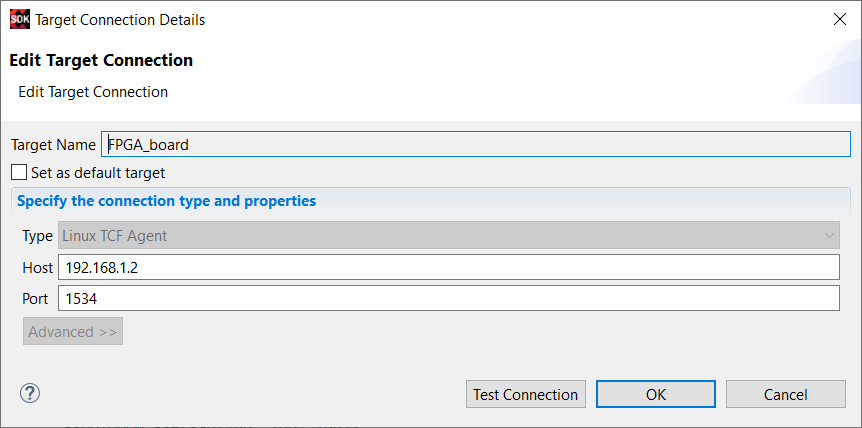 SDK Target Connection Details
Edit Target Connection
Edit Target Connection
Target Name FPGA_board
Set as default target
Specify the connection type and properties
Type Linux TCF Agent
Host 192.168.1.2
Port 1534
Advanced >>
? Test Connection OK Cancel